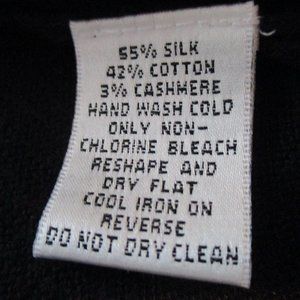 55% SILK
42% COTTON
3% CASHMERE
HAND WASH COLD
ONLY NON-
CHLORINE BLEACH
RESHAPE AND
DRY FLAT
COOL IRON ON
REVERSE
DO NOT DRY CLEAN